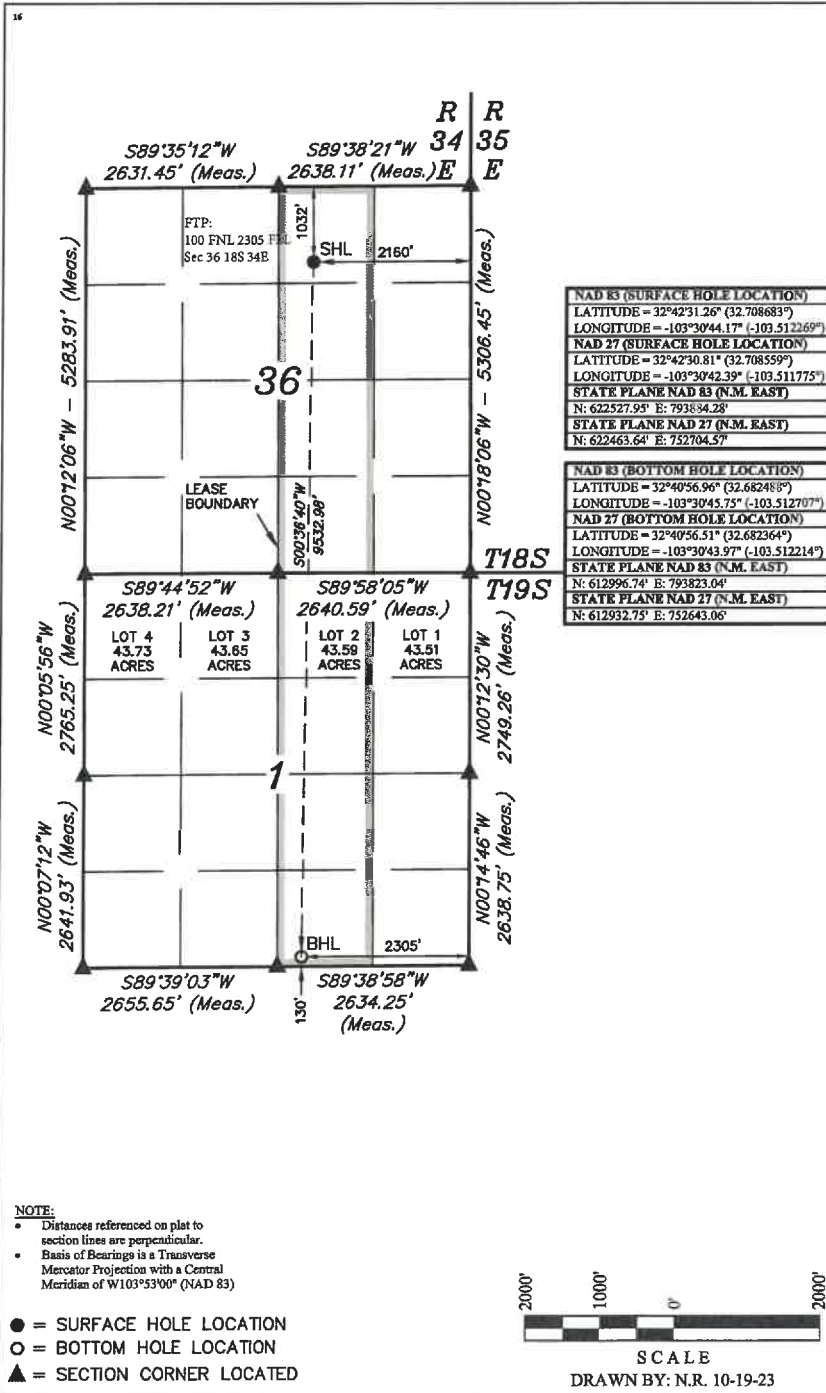 16
R R
34 35
E E
S89°35'12"W
2631.45' (Meas.)
S89°38'21"W
2638.11' (Meas.)
FTP:
100 FNL 2305 FEL
Sec 36 18S 34E
1032'
SHL
2160'
N00°12'06"W – 5283.91' (Meas.)
N00°18'06"W – 5306.45' (Meas.)
36
LEASE
BOUNDARY
S00°36'40"W
9532.98'
NAD 83 (SURFACE HOLE LOCATION)
LATITUDE = 32°42'31.26" (32.708683°)
LONGITUDE = -103°30'44.17" (-103.512269°)
NAD 27 (SURFACE HOLE LOCATION)
LATITUDE = 32°42'30.81" (32.708559°)
LONGITUDE = -103°30'42.39" (-103.511775°)
STATE PLANE NAD 83 (N.M. EAST)
N: 622527.95' E: 793884.28'
STATE PLANE NAD 27 (N.M. EAST)
N: 622463.64' E: 752704.57'
NAD 83 (BOTTOM HOLE LOCATION)
LATITUDE = 32°40'56.96" (32.682488°)
LONGITUDE = -103°30'45.75" (-103.512707°)
NAD 27 (BOTTOM HOLE LOCATION)
LATITUDE = 32°40'56.51" (32.682364°)
LONGITUDE = -103°30'43.97" (-103.512214°)
STATE PLANE NAD 83 (N.M. EAST)
N: 612996.74' E: 793823.04'
STATE PLANE NAD 27 (N.M. EAST)
N: 612932.75' E: 752643.06'
T18S
T19S
S89°44'52"W
2638.21' (Meas.)
S89°58'05"W
2640.59' (Meas.)
LOT 4
43.73
ACRES
LOT 3
43.65
ACRES
LOT 2
43.59
ACRES
LOT 1
43.51
ACRES
N00°05'56"W
2765.25' (Meas.)
N00°12'30"W
2749.26' (Meas.)
1
N00°07'12"W
2641.93' (Meas.)
N00°14'46"W
2638.75' (Meas.)
BHL
2305'
S89°39'03"W
2655.65' (Meas.)
130'
S89°38'58"W
2634.25'
(Meas.)
NOTE:
• Distances referenced on plat to
section lines are perpendicular.
• Basis of Bearings is a Transverse
Mercator Projection with a Central
Meridian of W103°53'00" (NAD 83)
= SURFACE HOLE LOCATION
= BOTTOM HOLE LOCATION
= SECTION CORNER LOCATED
2000' 1000' 0' 2000'
SCALE
DRAWN BY: N.R. 10-19-23